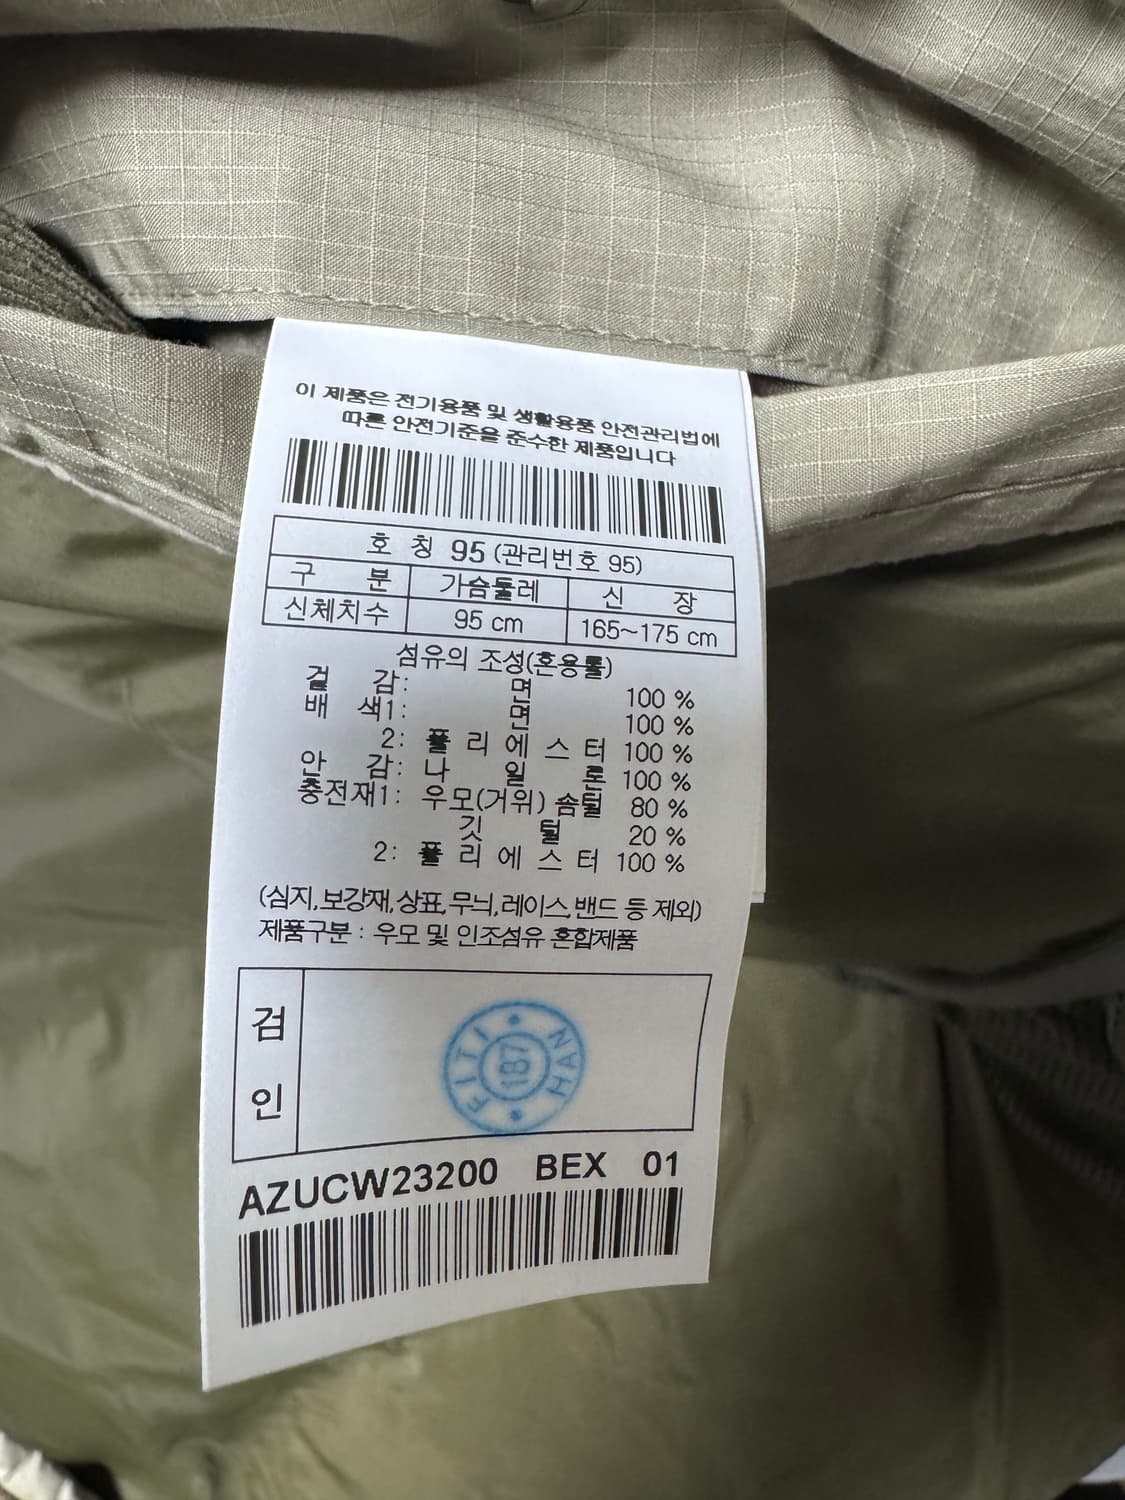 이 제품은 전기용품 및 생활용품 안전관리법에
따른 안전기준을 준수한 제품입니다
호 칭 95 (관리번호 95)
구 분 가슴둘레 신 장
신체치수 95 cm 165~175 cm
섬유의 조성(혼용률)
겉 감: 면 100 %
배 색1: 면 100 %
2: 폴 리 에 스 터 100 %
안 감: 나 일 론 100 %
충전재1: 우모(거위) 솜털 80 %
깃 털 20 %
2: 폴 리 에 스 터 100 %
(심지,보강재,상표,무늬,레이스,밴드 등 제외)
제품구분 : 우모 및 인조섬유 혼합제품
검
인
FITI
187
HAN
AZUCW23200 BEX 01